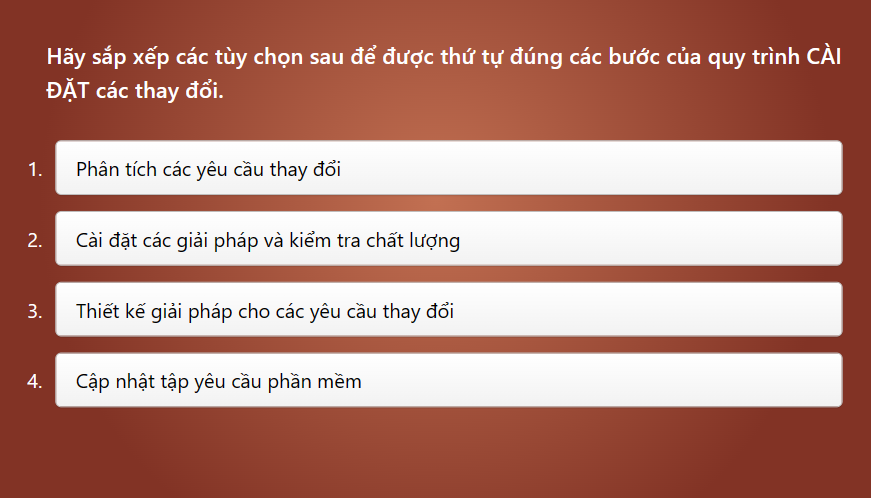 Hãy sắp xếp các tùy chọn sau để được thứ tự đúng các bước của quy trình CÀI
ĐẶT các thay đổi.
1. Phân tích các yêu cầu thay đổi
2. Cài đặt các giải pháp và kiểm tra chất lượng
3. Thiết kế giải pháp cho các yêu cầu thay đổi
4. Cập nhật tập yêu cầu phần mềm